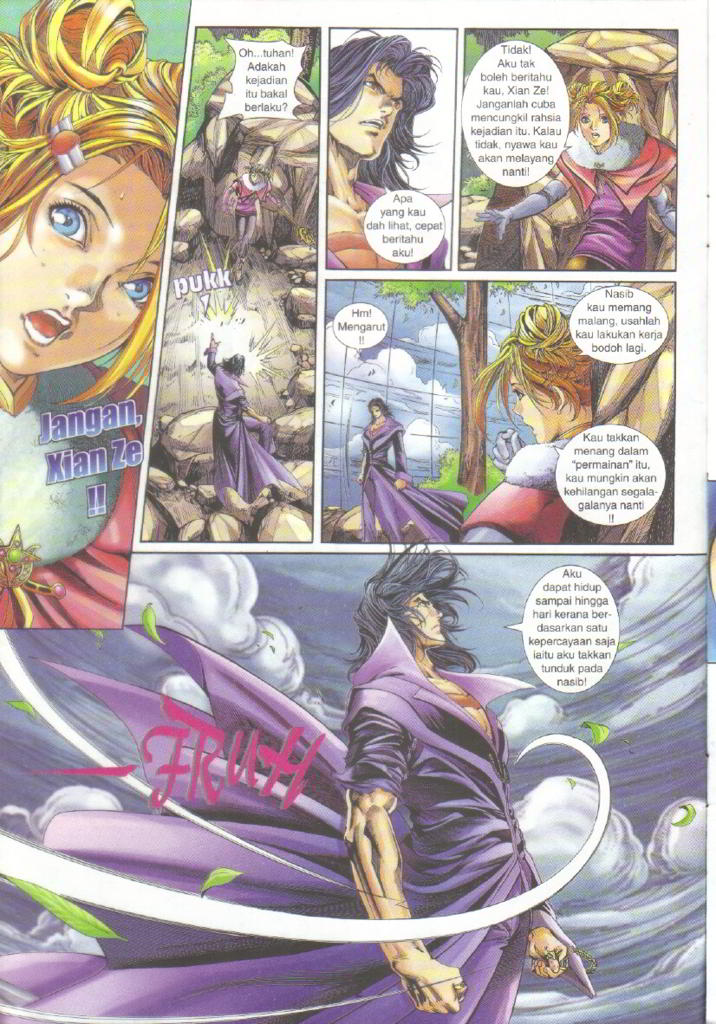 Jangan,
Xian Ze
!!
Oh...tuhan!
Adakah
kejadian
itu bakal
berlaku?
pukk
Apa
yang kau
dah lihat, cepat
beritahu
aku!
Tidak!
Aku tak
boleh beritahu
kau, Xian Ze!
Janganlah cuba
mencungkil rahsia
kejadian itu. Kalau
tidak, nyawa kau
akan melayang
nanti!
Hm!
Mengarut
!!
Nasib
kau memang
malang, usahlah
kau lakukan kerja
bodoh lagi.
Kau takkan
menang dalam
"permainan" itu,
kau mungkin akan
kehilangan segala-
galanya nanti
!!
Aku
dapat hidup
sampai hingga
hari kerana ber-
dasarkan satu
kepercayaan saja
iaitu aku takkan
tunduk pada
nasib!
FRUH